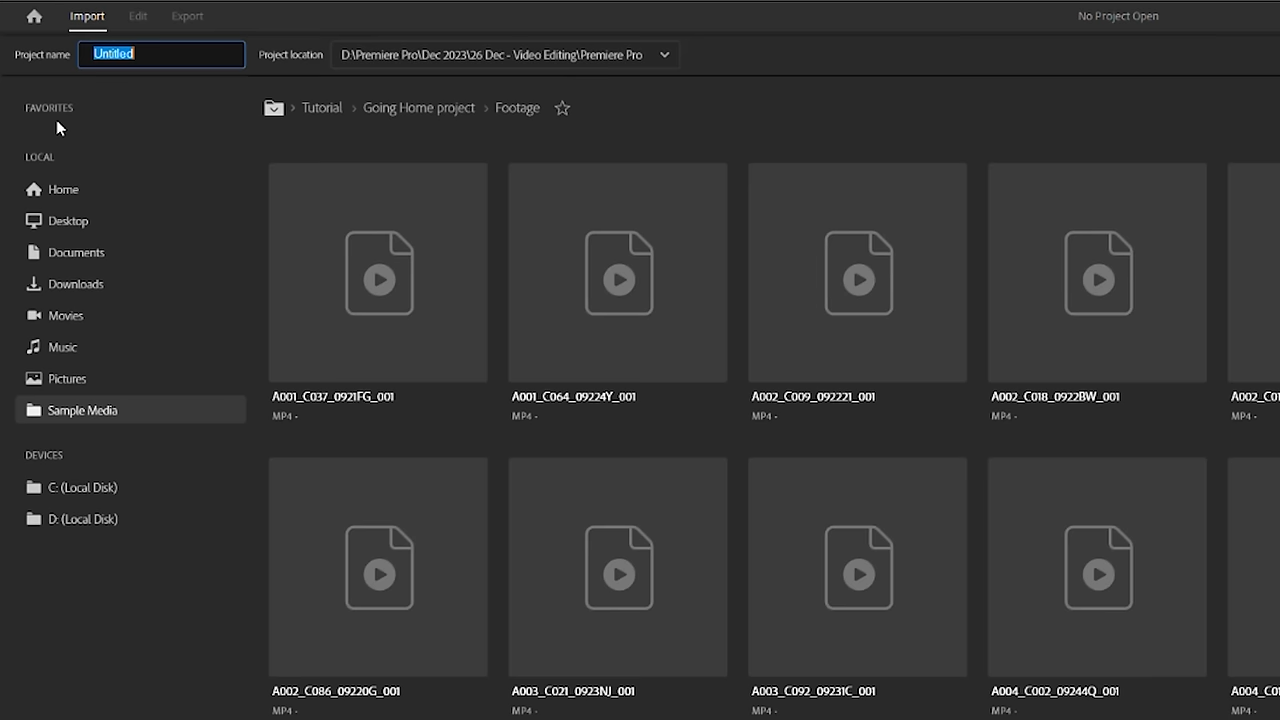 Import Edit Export No Project Open
Project name Untitled Project location D:\Premiere Pro\Dec 2023\26 Dec - Video Editing\Premiere Pro
FAVORITES
Tutorial Going Home project Footage
LOCAL
Home
Desktop
Documents
Downloads
Movies
Music
Pictures
Sample Media
DEVICES
C: (Local Disk)
D: (Local Disk)
A001_C037_0921FG_001 A001_C064_09224Y_001 A002_C009_092221_001 A002_C018_0922BW_001 A002_C01
MP4 - MP4 - MP4 - MP4 - MP4 -
A002_C086_09220G_001 A003_C021_0923NJ_001 A003_C092_09231C_001 A004_C002_09244Q_001 A004_C01
MP4 - MP4 - MP4 - MP4 - MP4 -